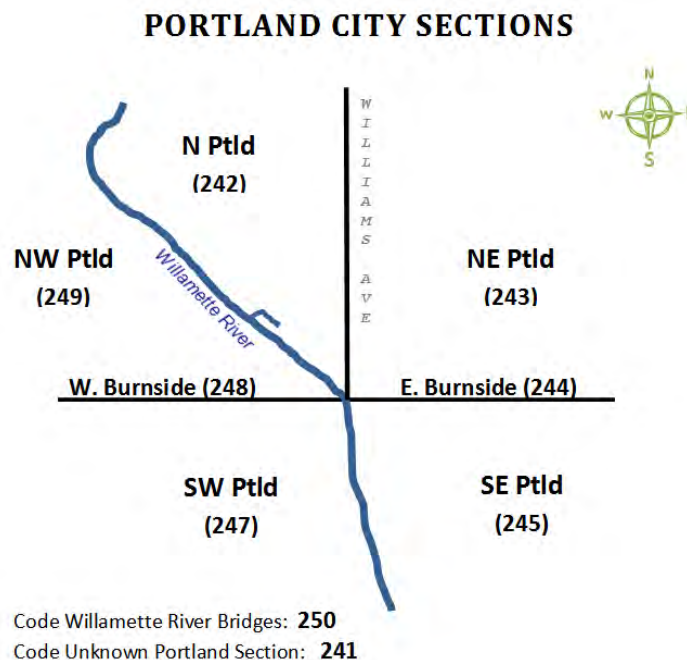 PORTLAND CITY SECTIONS
N
W
S
WILLIAMS AVE
N Ptld
(242)
NW Ptld
(249)
Willamette River
NE Ptld
(243)
W. Burnside (248)
E. Burnside (244)
SW Ptld
(247)
SE Ptld
(245)
Code Willamette River Bridges: 250
Code Unknown Portland Section: 241